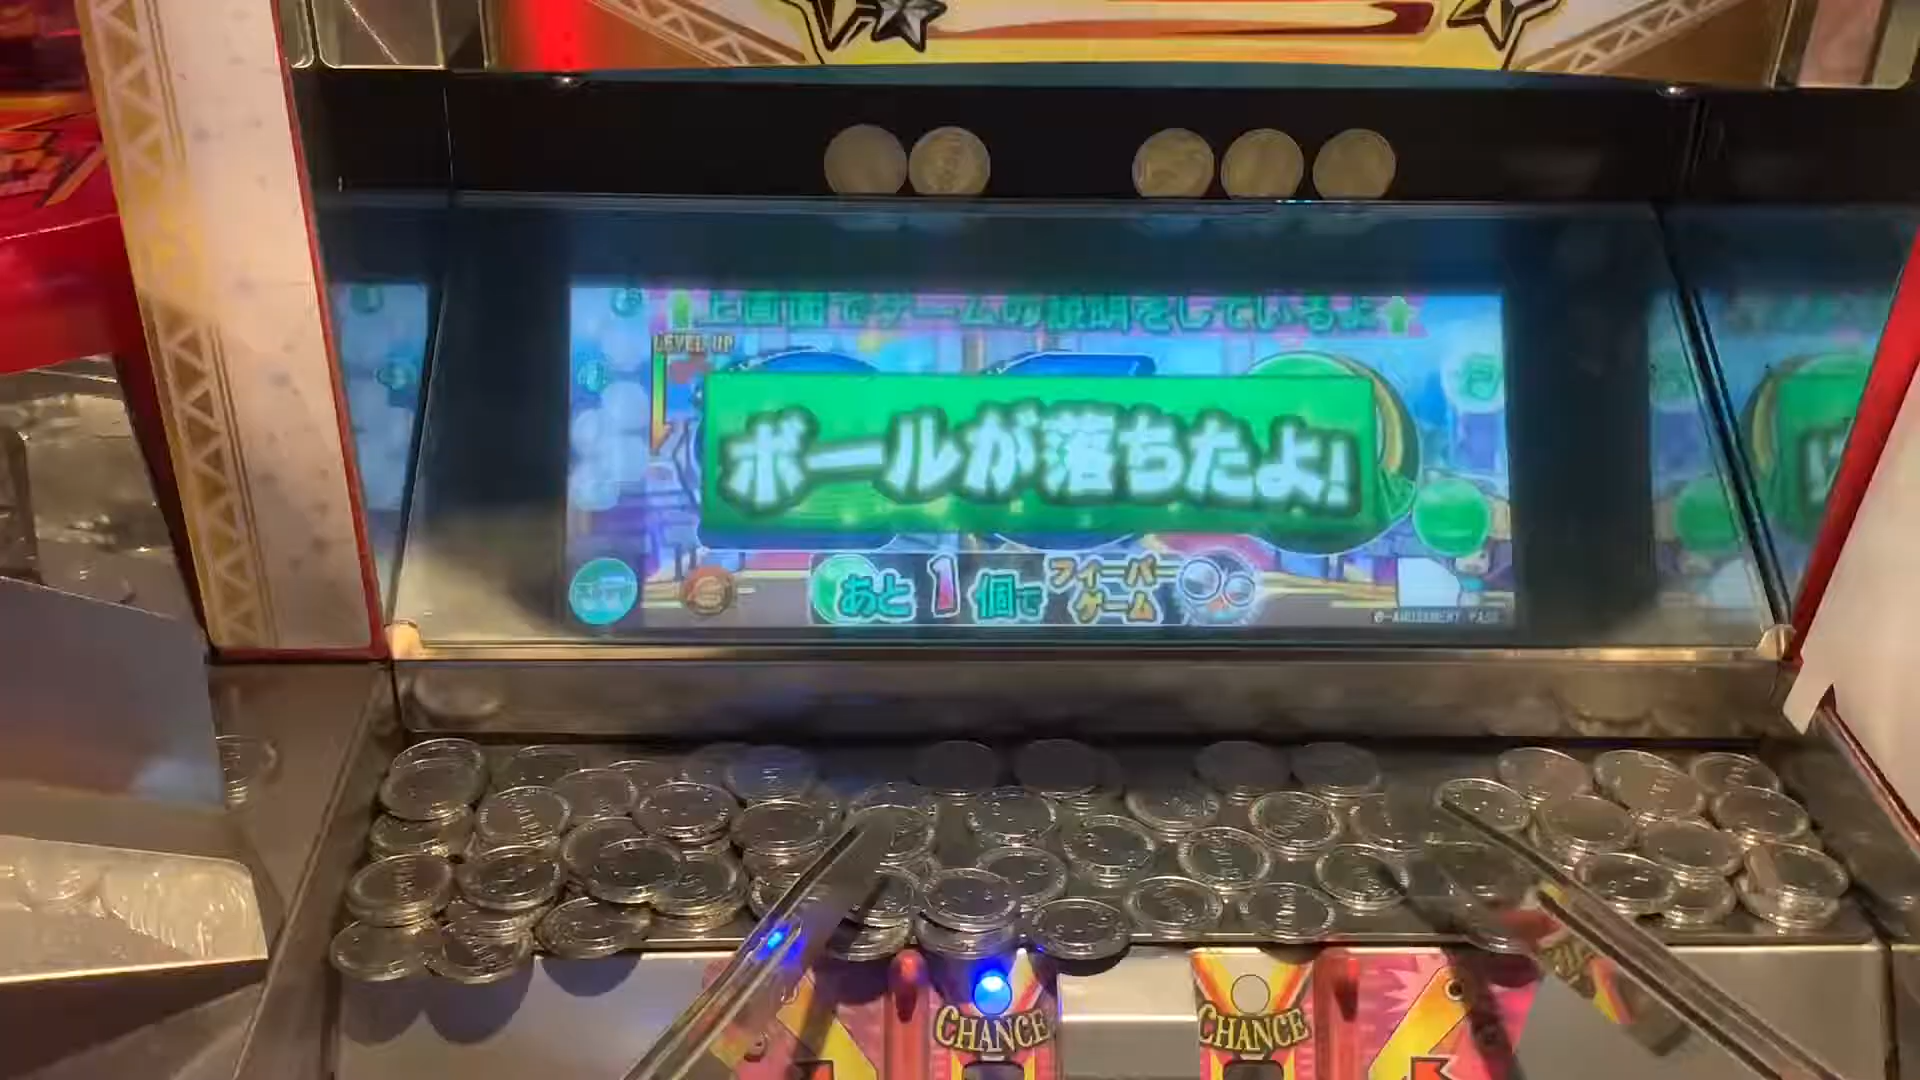 上画面でゲームの説明をしているよ
LEVEL UP
ボールが落ちたよ!
あと1個で
フィーバー
ゲーム
CHANCE
CHANCE